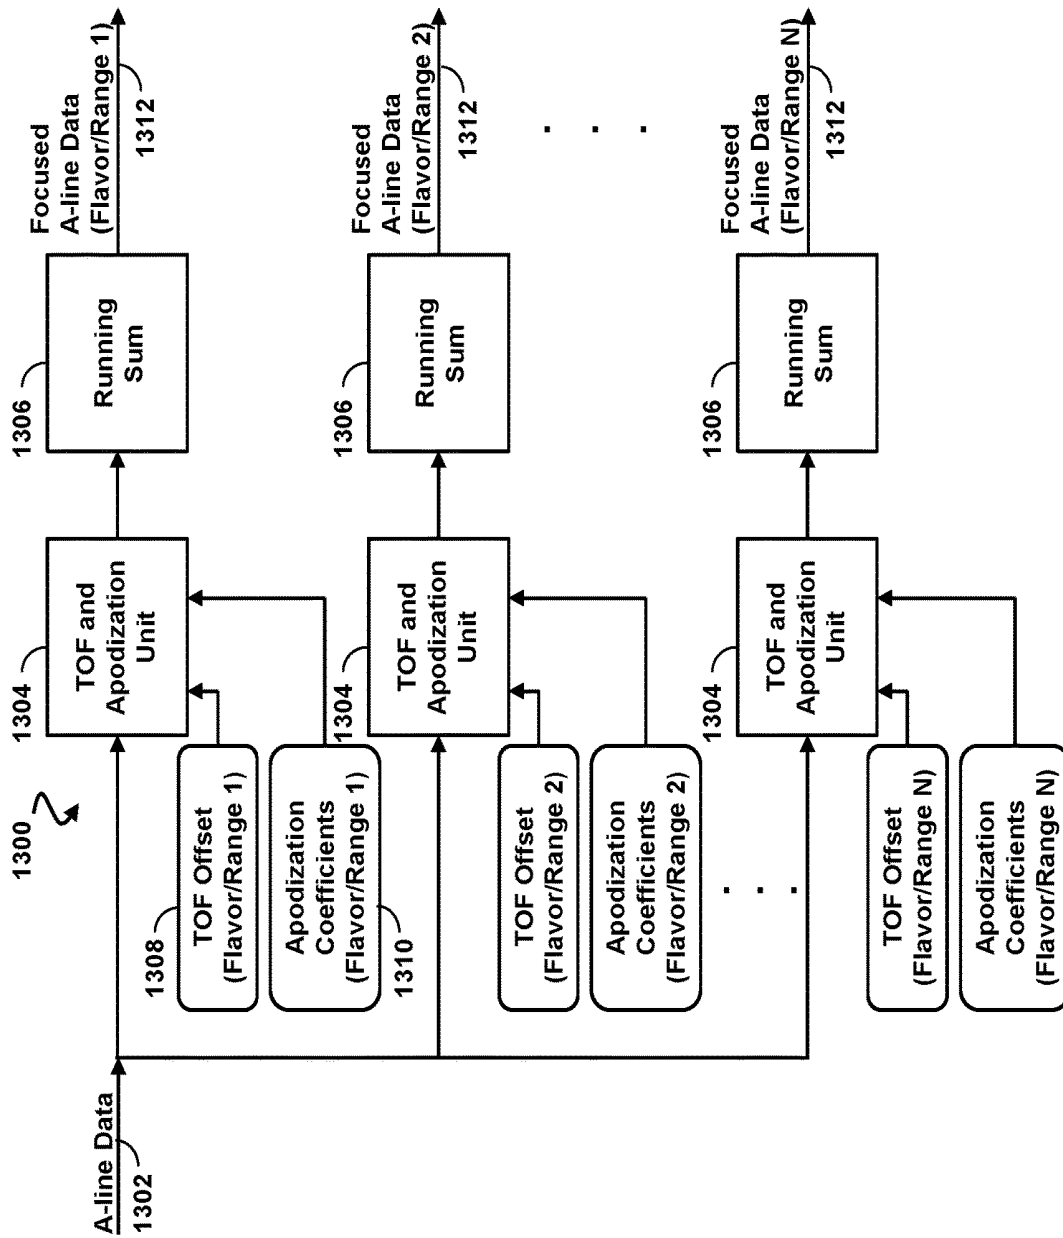 1300
A-line Data
1302
1304
TOF and
Apodization
Unit
1306
Running
Sum
Focused
A-line Data
(Flavor/Range 1)
1312
1308
TOF Offset
(Flavor/Range 1)
Apodization
Coefficients
(Flavor/Range 1)
1310
1304
TOF and
Apodization
Unit
1306
Running
Sum
Focused
A-line Data
(Flavor/Range 2)
1312
TOF Offset
(Flavor/Range 2)
Apodization
Coefficients
(Flavor/Range 2)
. . .
. . .
1304
TOF and
Apodization
Unit
1306
Running
Sum
Focused
A-line Data
(Flavor/Range N)
1312
TOF Offset
(Flavor/Range N)
Apodization
Coefficients
(Flavor/Range N)